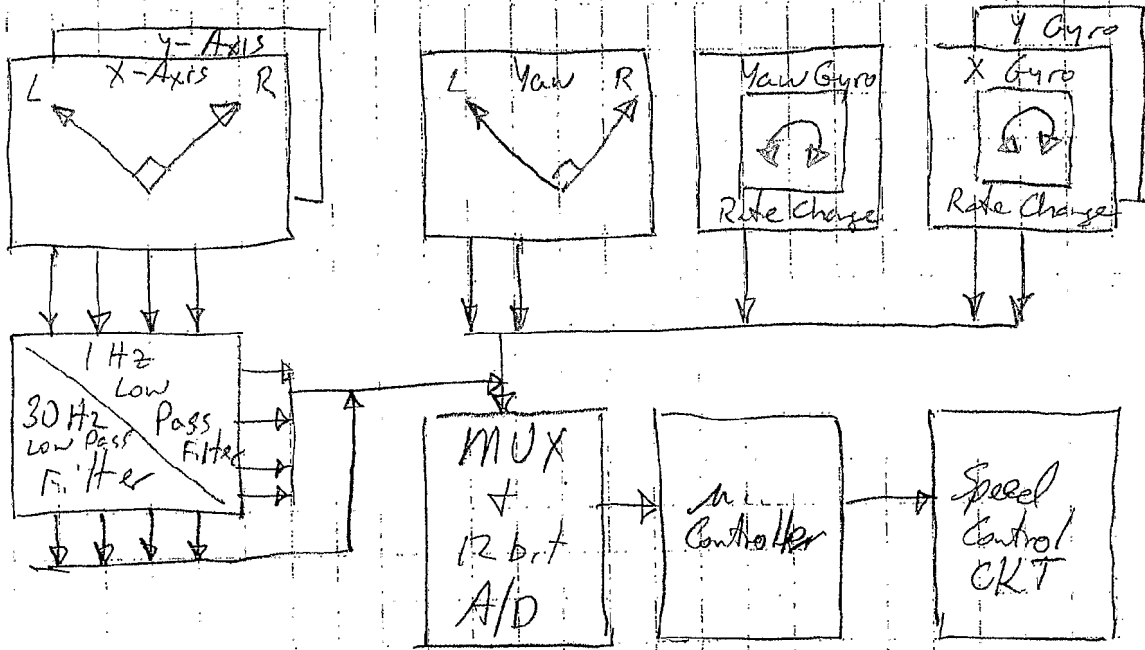 Y-Axis
X-Axis
L R
L Yaw R
Yaw Gyro
Rate Change
Y Gyro
X Gyro
Rate Change
1 Hz
Low
Pass
Filter
30 Hz
Low Pass
Filter
MUX
+
12 bit
A/D
Controller
Speed
Control
CKT